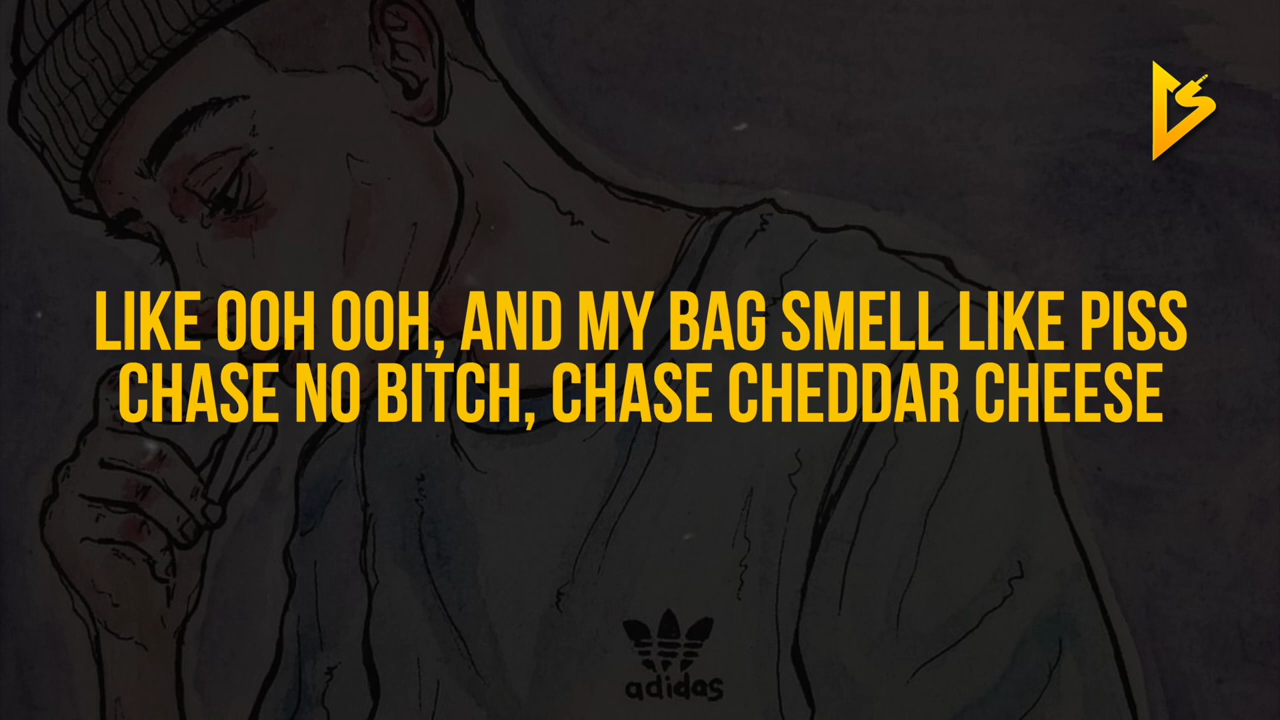 LIKE OOH OOH, AND MY BAG SMELL LIKE PISS
CHASE NO BITCH, CHASE CHEDDAR CHEESE
adidas